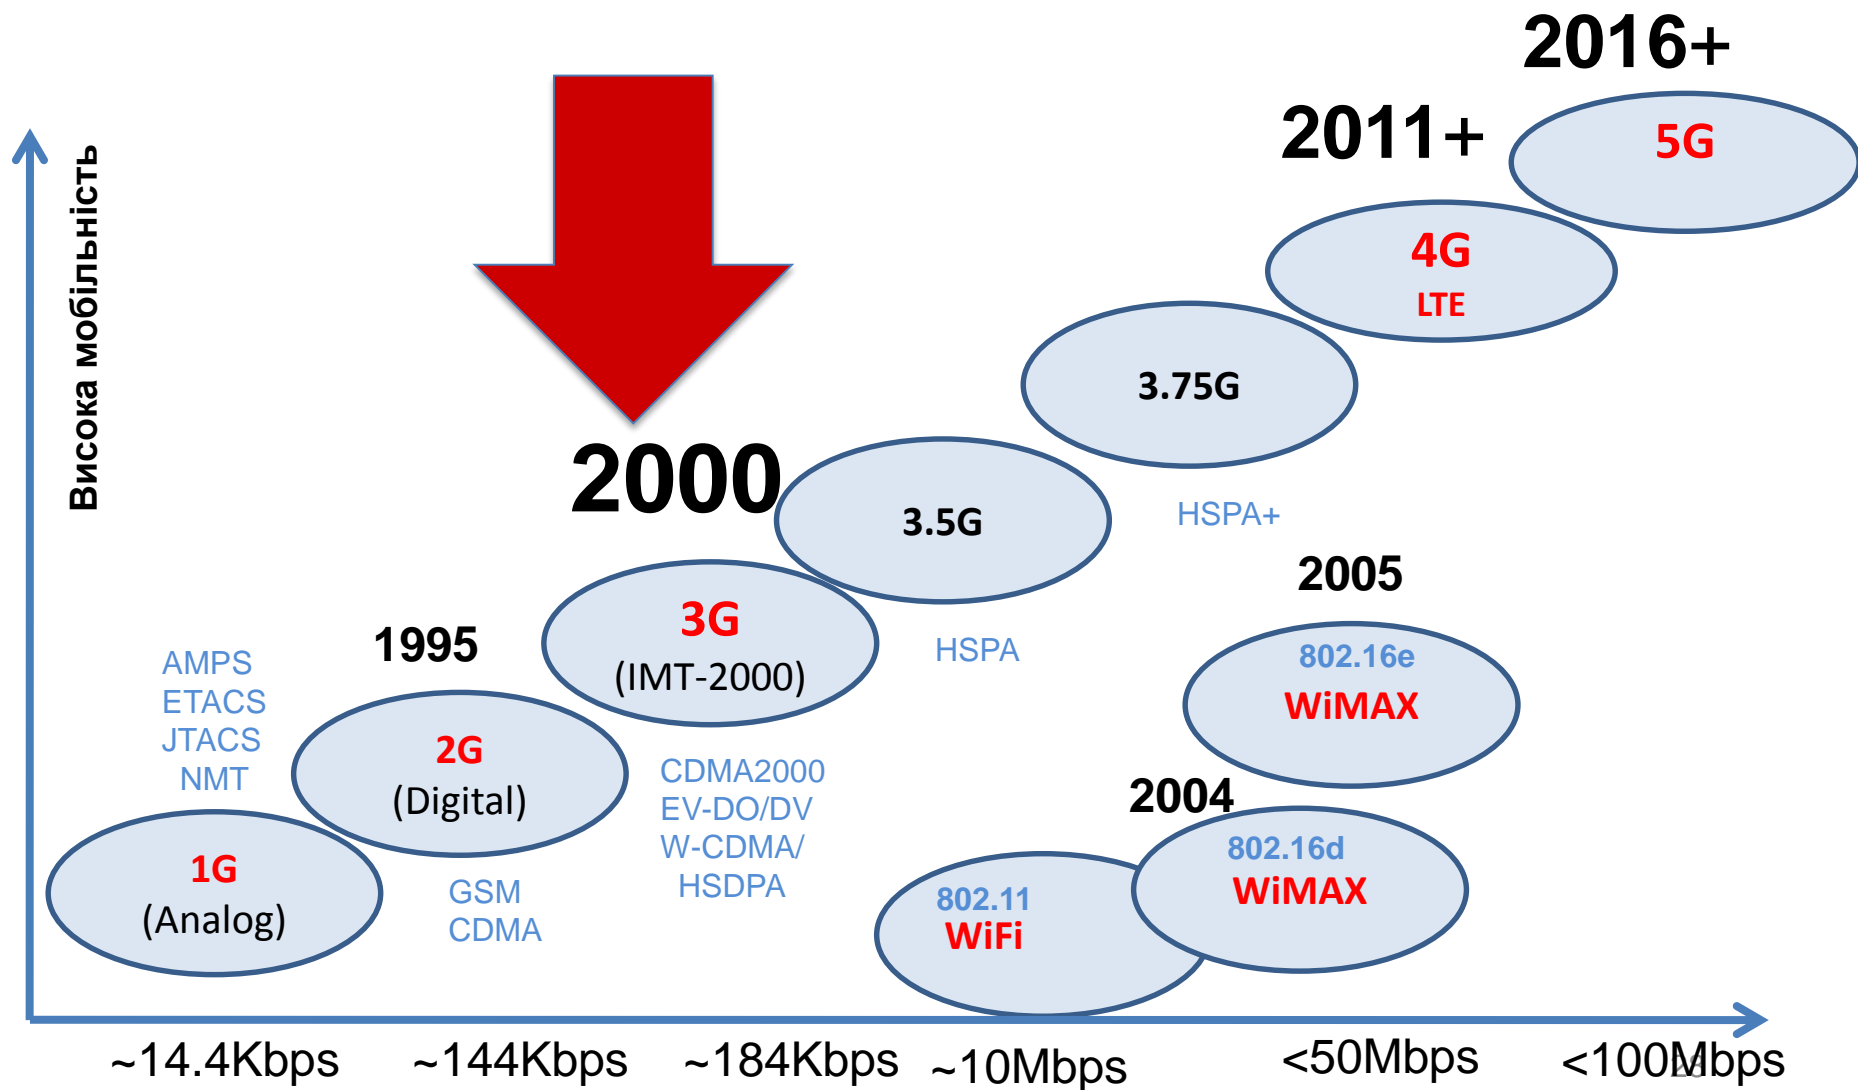 2016+
2011+
5G
Висока мобільність
4G
LTE
3.75G
2000
3.5G
HSPA+
2005
3G
(IMT-2000)
HSPA
802.16e
WiMAX
AMPS
ETACS
JTACS
NMT
1995
2G
(Digital)
CDMA2000
EV-DO/DV
W-CDMA/
HSDPA
2004
802.16d
WiMAX
1G
(Analog)
GSM
CDMA
802.11
WiFi
~14.4Kbps
~144Kbps
~184Kbps
~10Mbps
<50Mbps
<100Mbps